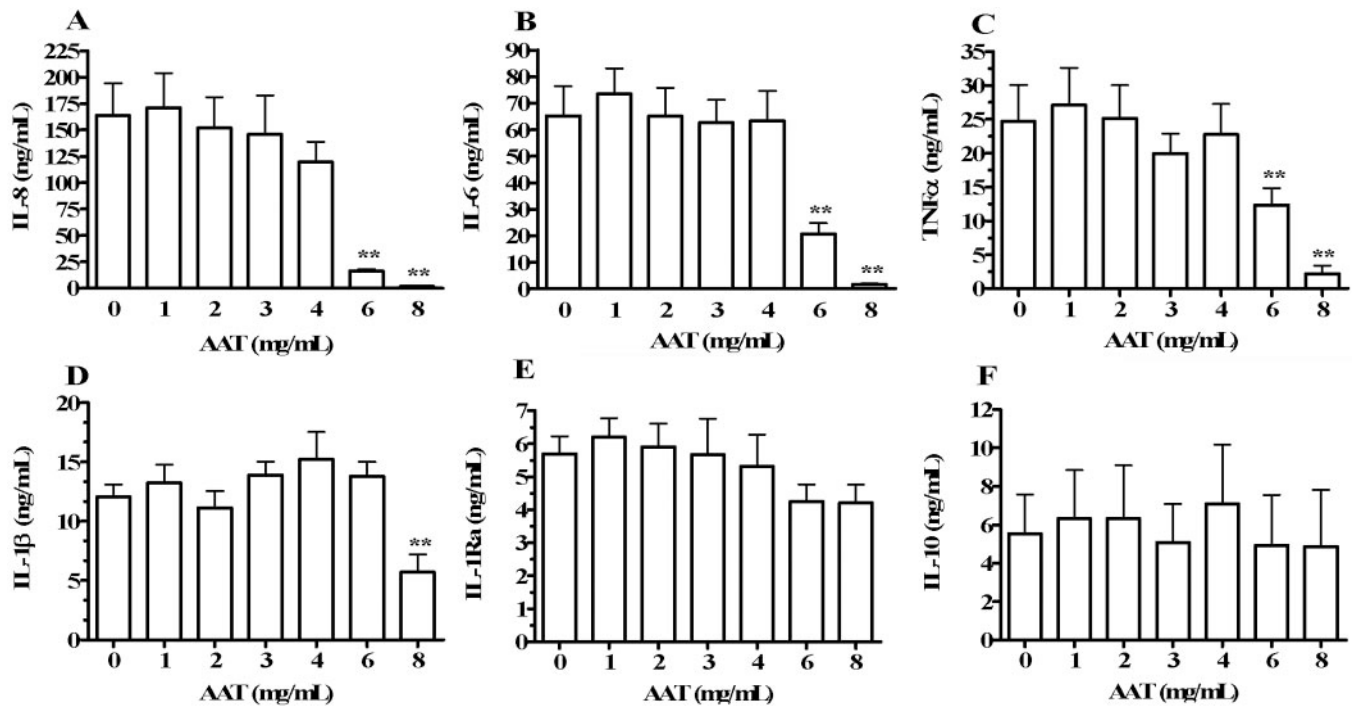 A
IL-8 (ng/mL)
225
200
175
150
125
100
75
50
25
0
**
**
0 1 2 3 4 6 8
AAT (mg/mL)
B
IL-6 (ng/mL)
90
80
70
60
50
40
30
20
10
0
**
**
0 1 2 3 4 6 8
AAT (mg/mL)
C
TNFα (ng/mL)
35
30
25
20
15
10
5
0
**
**
0 1 2 3 4 6 8
AAT (mg/mL)
D
IL-1β (ng/mL)
20
15
10
5
0
**
0 1 2 3 4 6 8
AAT (mg/mL)
E
IL-1Ra (ng/mL)
7
6
5
4
3
2
1
0
0 1 2 3 4 6 8
AAT (mg/mL)
F
IL-10 (ng/mL)
12
10
8
6
4
2
0
0 1 2 3 4 6 8
AAT (mg/mL)